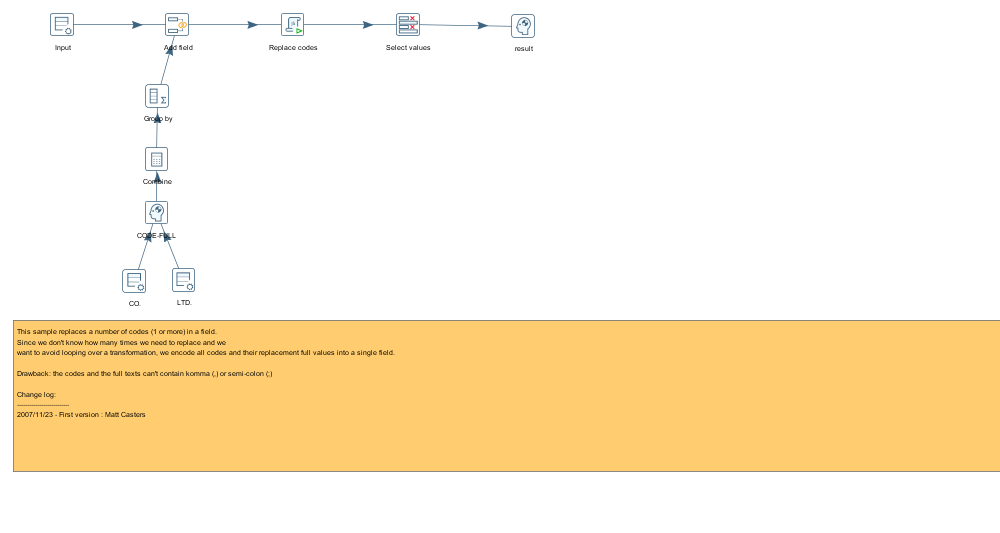 Input
Add field
Replace codes
Select values
result
Group by
Combine
CODE-FULL
CO.
LTD.
This sample replaces a number of codes (1 or more) in a field.
Since we don't know how many times we need to replace and we
want to avoid looping over a transformation, we encode all codes and their replacement full values into a single field.
Drawback: the codes and the full texts can't contain komma (,) or semi-colon (;)
Change log:
--------------------------
2007/11/23 - First version : Matt Casters